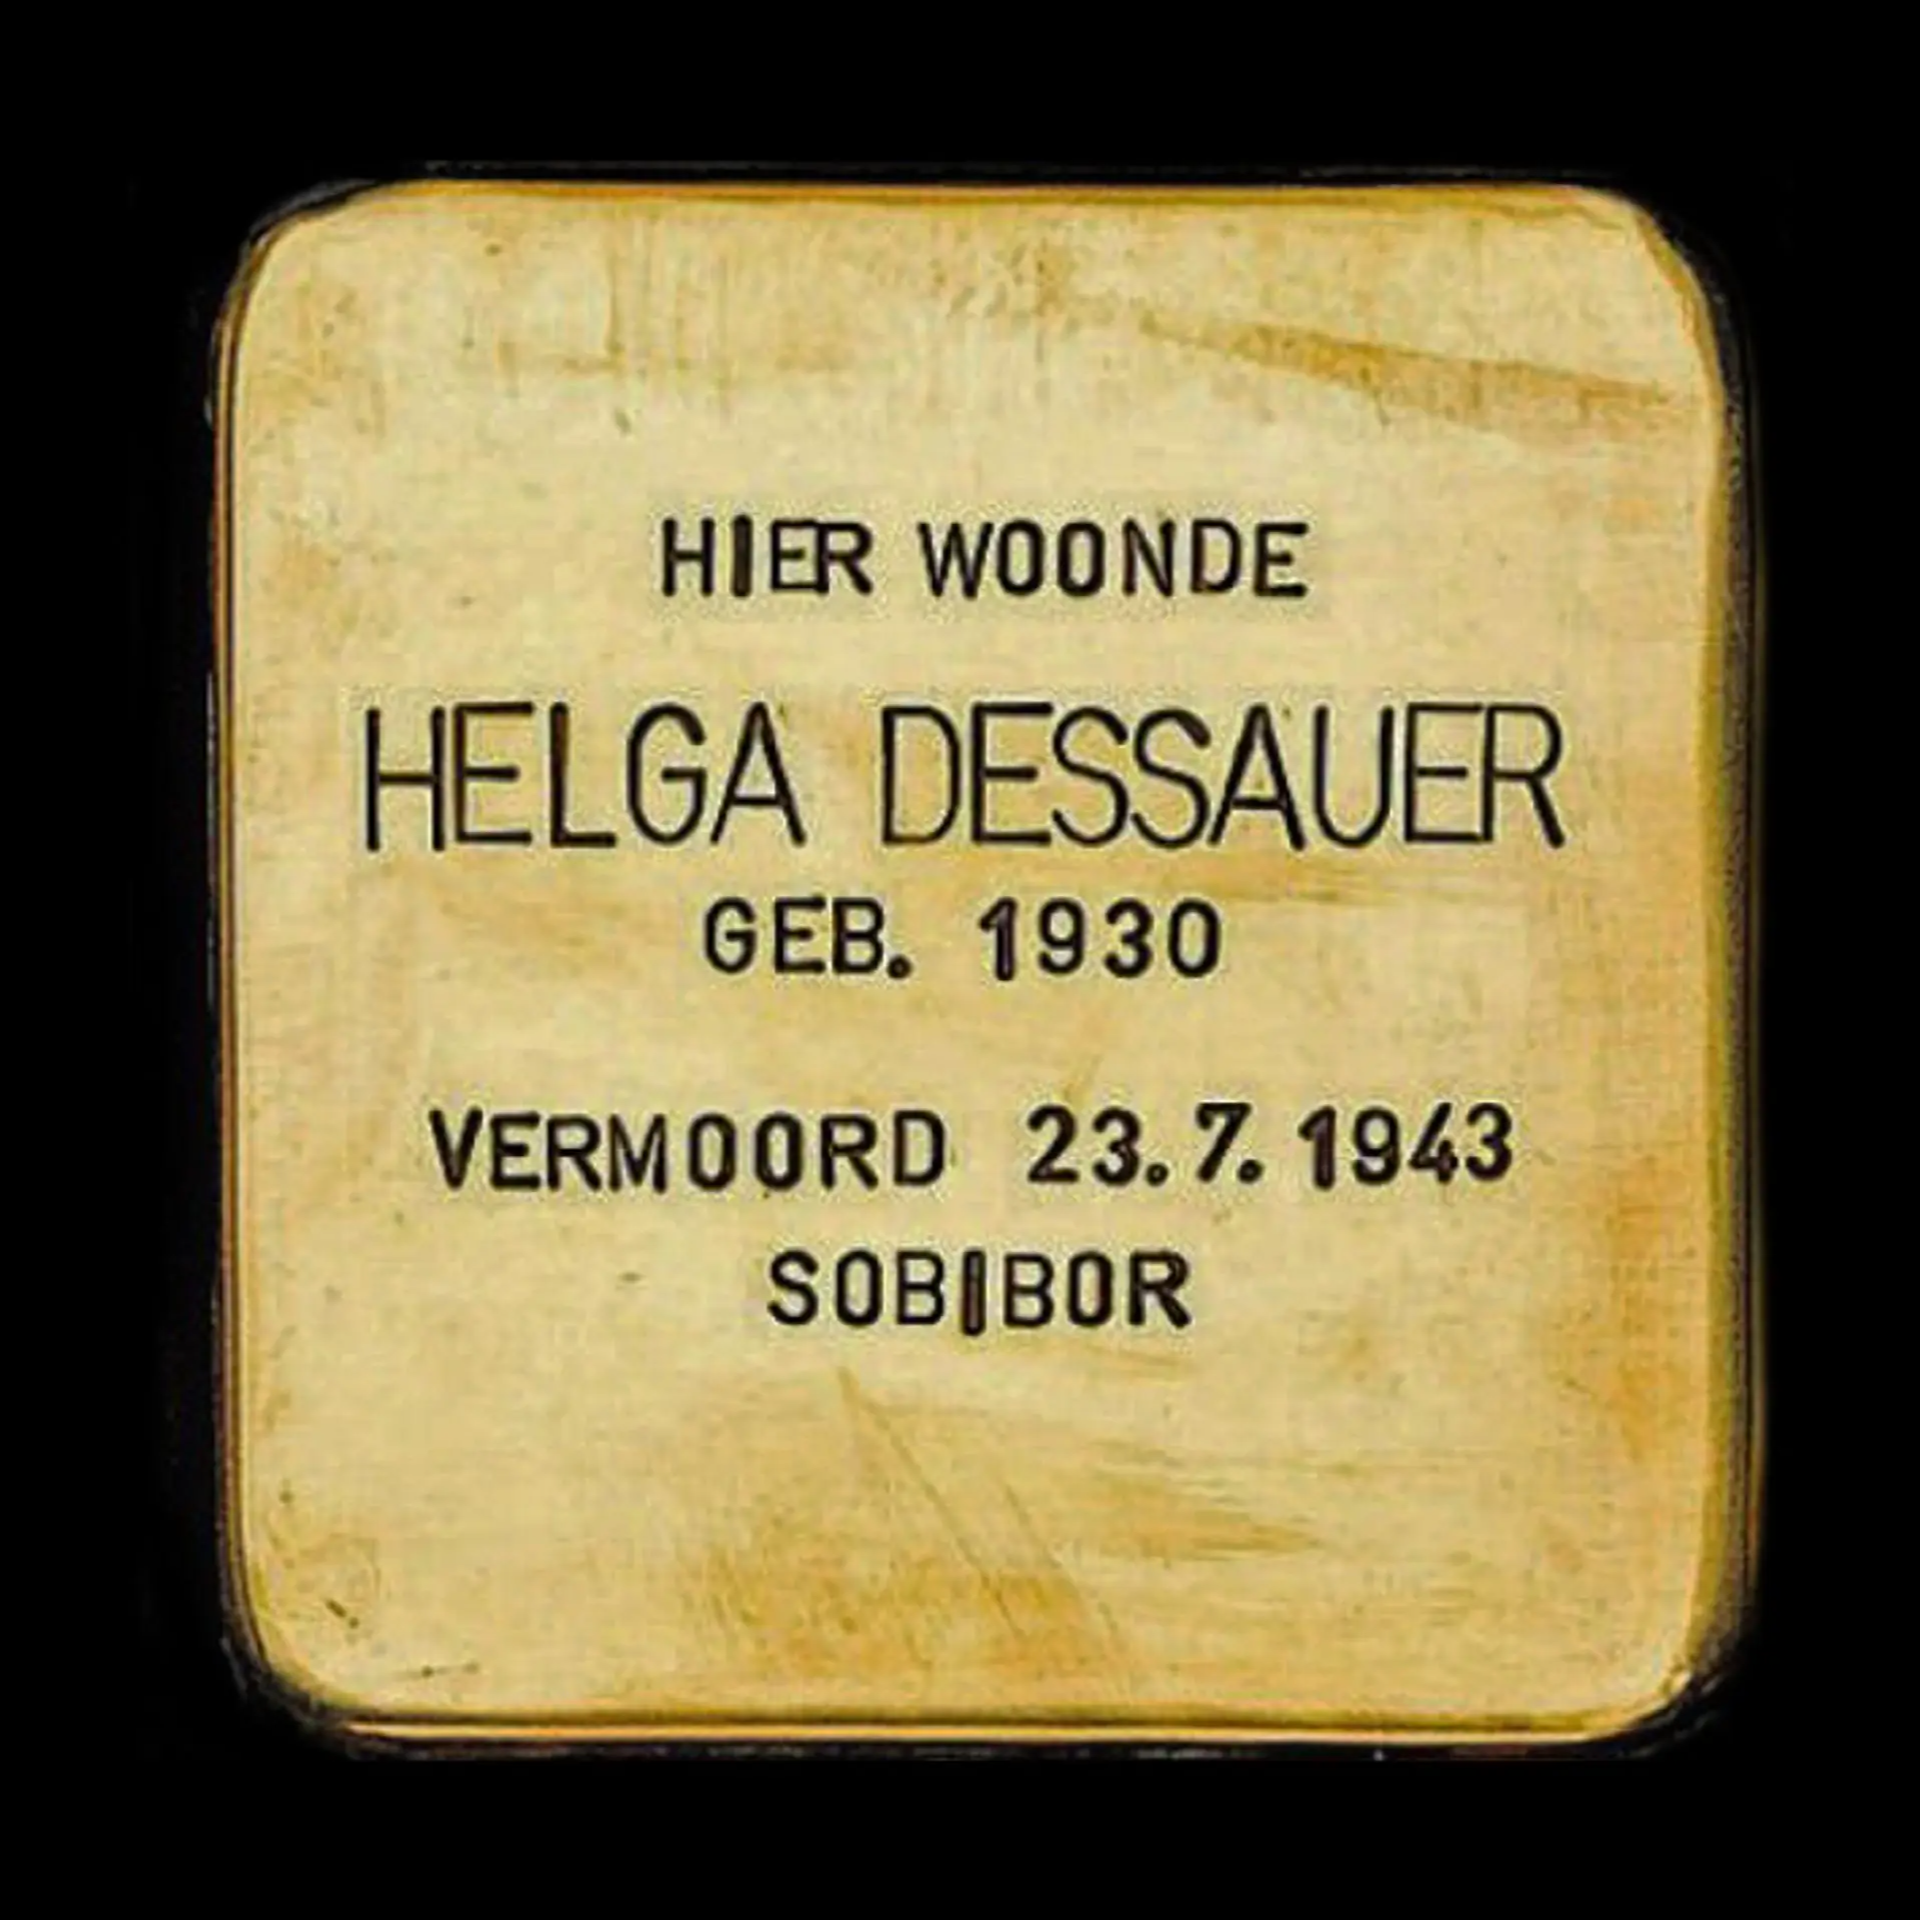 HIER WOONDE
HELGA DESSAUER
GEB. 1930
VERMOORD 23.7.1943
SOBIBOR